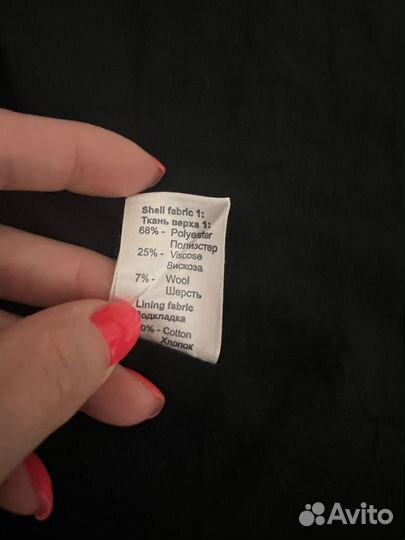 Shell fabric 1:
Ткань верха 1:
68% - Polyester
Полиэстер
25% - Viscose
Вискоза
7% - Wool
Шерсть
Lining fabric
Подкладка
0% - Cotton
Хлопок
Avito